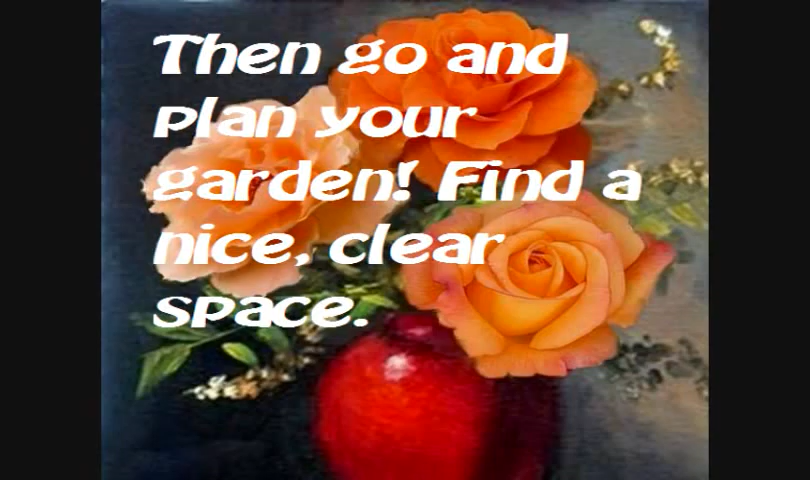 Then go and
plan your
garden! Find a
nice, clear
space.